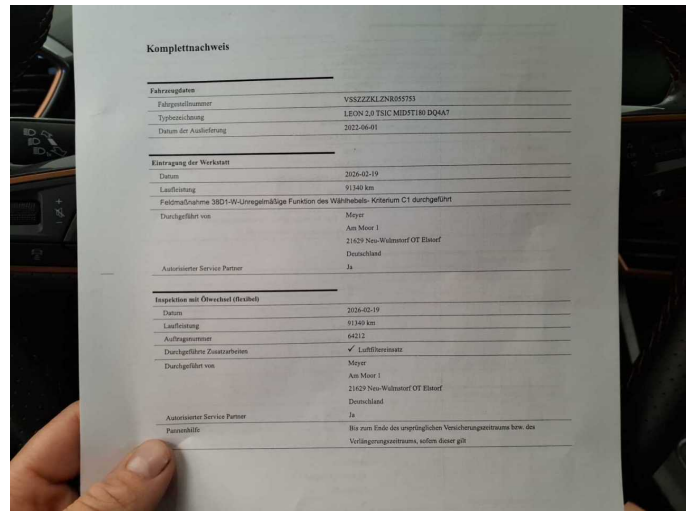 Komplettnachweis
Fahrzeugdaten
Fahrgestellnummer VSSZZZKLZNR055753
Typbezeichnung LEON 2.0 TSIC MID5T180 DQ4A7
Datum der Auslieferung 2022-06-01
Eintragung der Werkstatt
Datum 2026-02-19
Laufleistung 91340 km
Feldmaßnahme 38D1-W-Unregelmäßige Funktion des Wählhebels- Kriterium C1 durchgeführt
Durchgeführt von Meyer
Am Moor 1
21629 Neu-Wulmstorf OT Elstorf
Deutschland
Autorisierter Service Partner Ja
Inspektion mit Ölwechsel (flexibel)
Datum 2026-02-19
Laufleistung 91340 km
Auftragsnummer 64212
Durchgeführte Zusatzarbeiten ✓ Luftfiltereinsatz
Durchgeführt von Meyer
Am Moor 1
21629 Neu-Wulmstorf OT Elstorf
Deutschland
Autorisierter Service Partner Ja
Pannenhilfe Bis zum Ende des ursprünglichen Versicherungszeitraums bzw. des
Verlängerungszeitraums, sofern dieser gilt